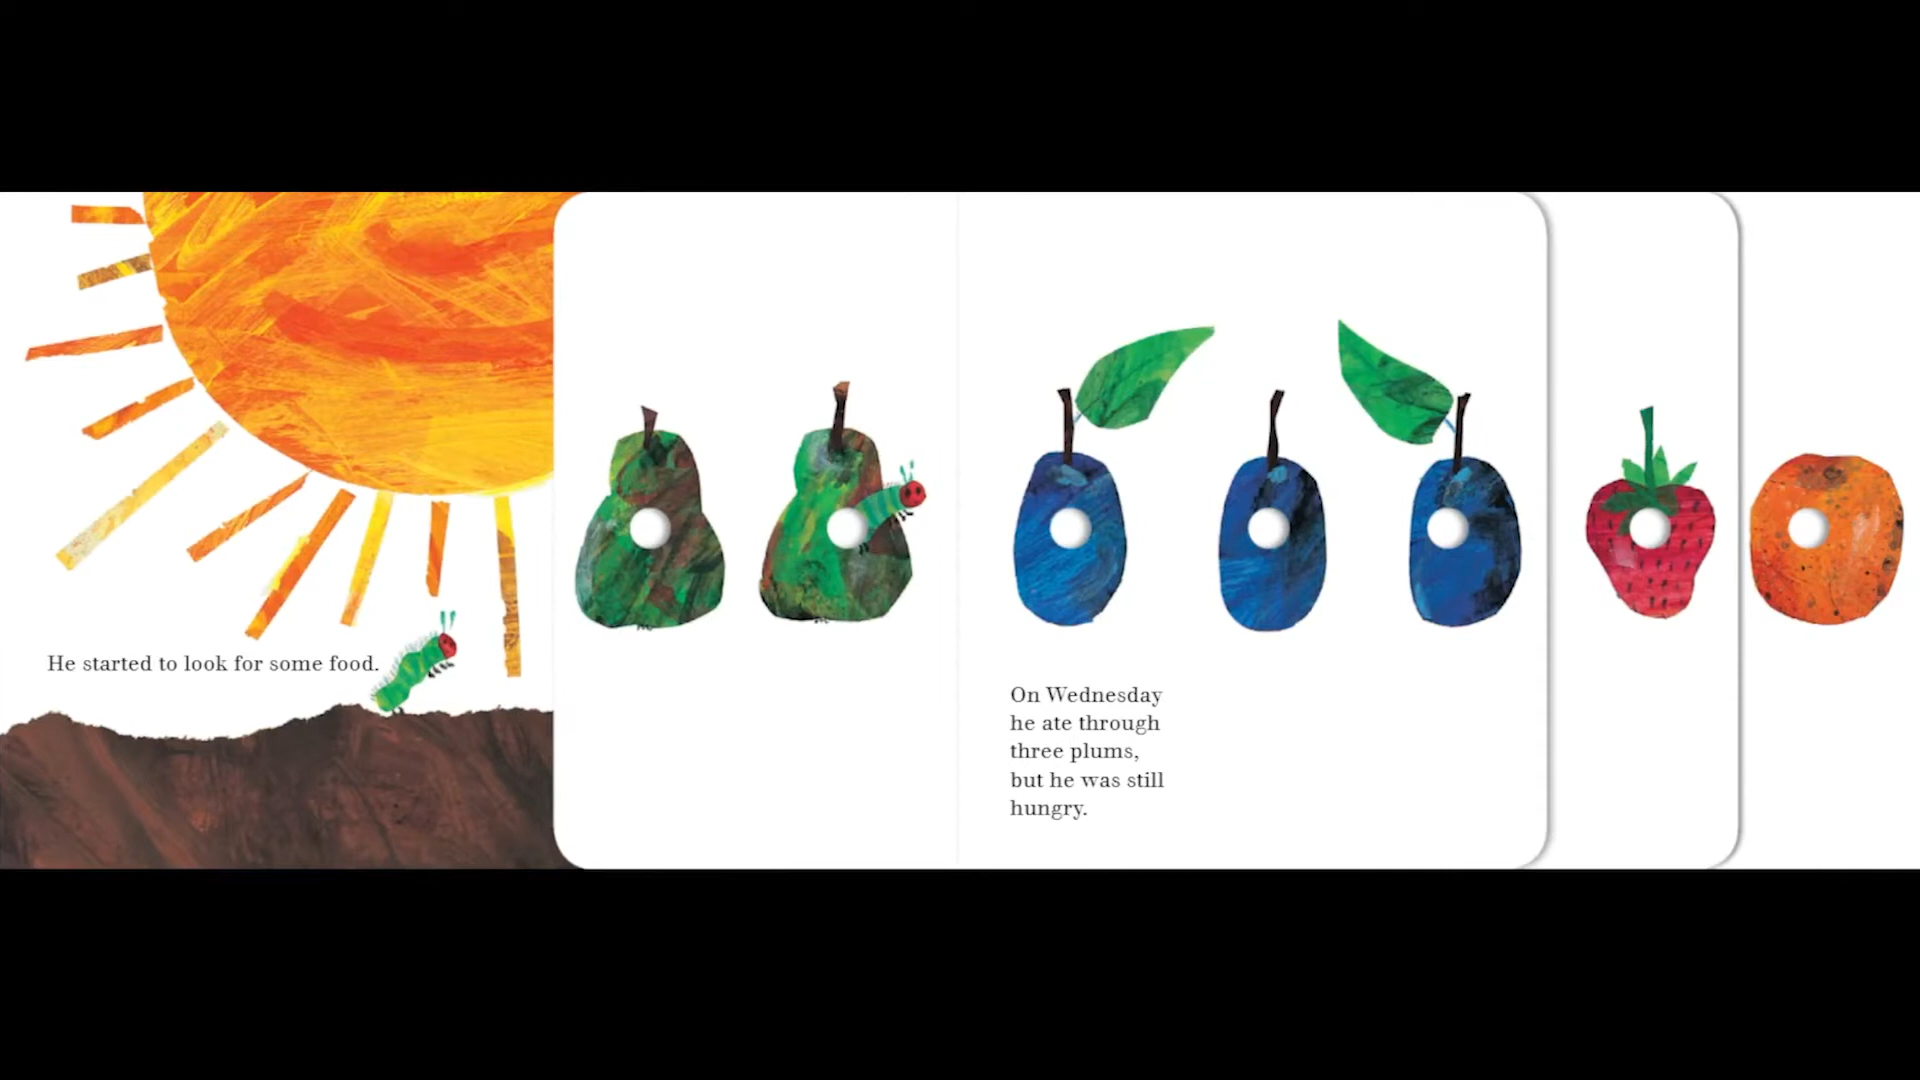 He started to look for some food.
On Wednesday
he ate through
three plums,
but he was still
hungry.